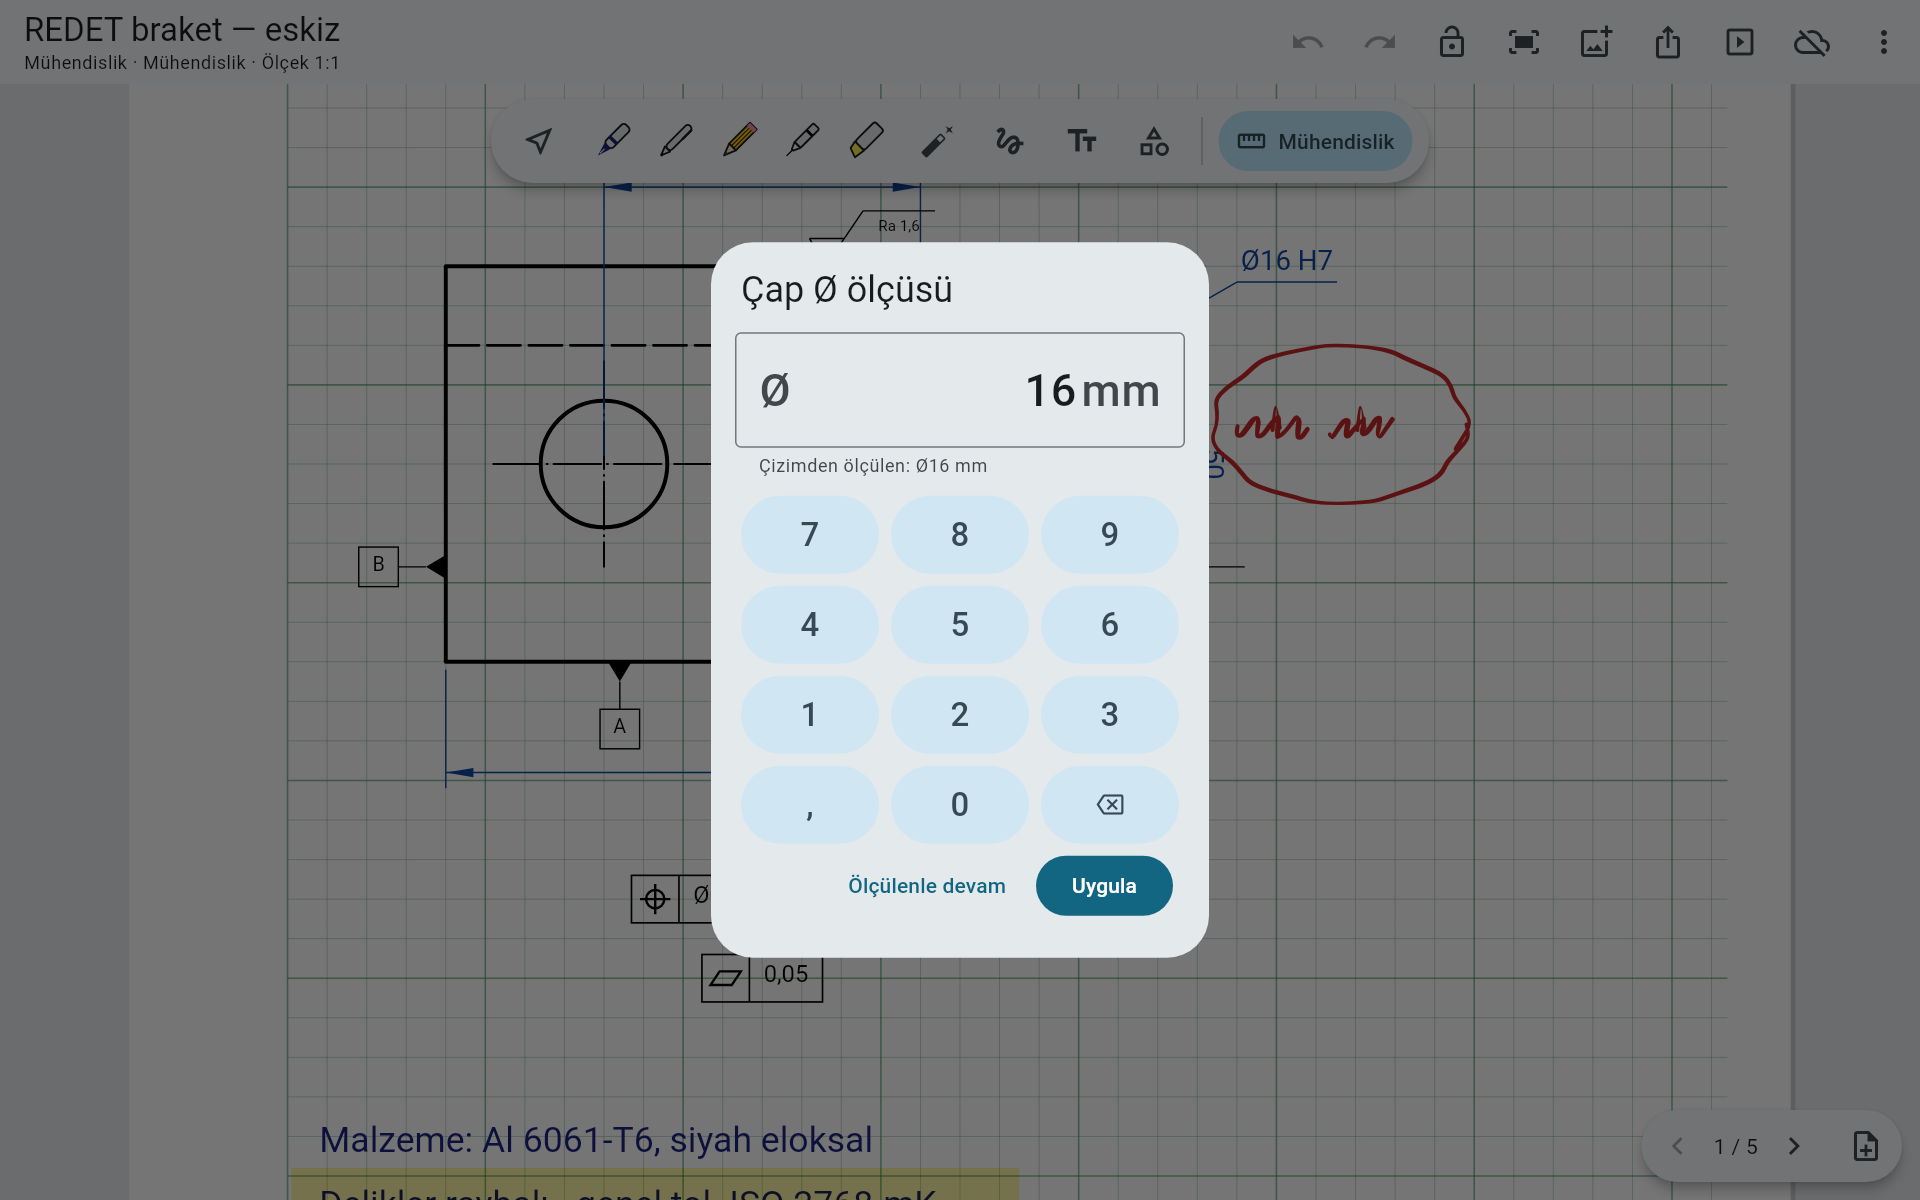 REDET braket — eskiz
Mühendislik · Mühendislik · Ölçek 1:1
Mühendislik
Ra 1,6
Ø16 H7
Çap Ø ölçüsü
Ø 16 mm
Çizimden ölçülen: Ø16 mm
50
7 8 9
4 5 6
1 2 3
, 0
B
A
Ölçülenle devam Uygula
Ø
0,05
Malzeme: Al 6061-T6, siyah eloksal
1 / 5